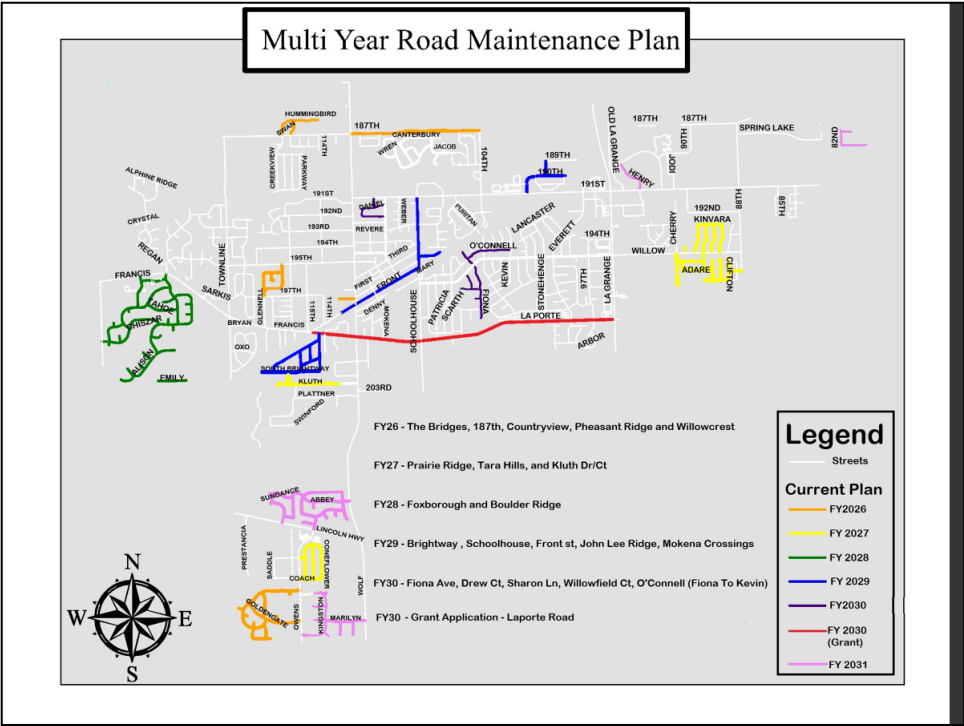 Multi Year Road Maintenance Plan
HUMMINGBIRD
SWAN
187TH
CANTERBURY
WREN
JACOB
114TH
CREEKVIEW
PARKWAY
104TH
OLD LA GRANGE
187TH
187TH
90TH
JODI
SPRING LAKE
82ND
189TH
190TH
191ST
HENRY
ALPHINE RIDGE
191ST
192ND
DANIEL
WEBER
PURITAN
LANCASTER
192ND
KINVARA
88TH
85TH
CRYSTAL
193RD
REVERE
EVERETT
194TH
CHERRY
REGAN
TOWNLINE
194TH
THIRD
O'CONNELL
WILLOW
195TH
MARY
KEVIN
STONEHENGE
97TH
LA GRANGE
ADARE
CLIFTON
FRANCIS
SARKIS
GLENNELL
197TH
FIRST
FRONT
TAHOE
115TH
114TH
DENNY
MOKENA
SCHOOLHOUSE
PATRICIA
SCARTH
FIONA
CHISZAR
BRYAN
FRANCIS
LA PORTE
ARBOR
OXO
ALISON
EMILY
SOUTH BRIGHTWAY
KLUTH
PLATTNER
203RD
SWINFORD
FY26 - The Bridges, 187th, Countryview, Pheasant Ridge and Willowcrest
FY27 - Prairie Ridge, Tara Hills, and Kluth Dr/Ct
FY28 - Foxborough and Boulder Ridge
FY29 - Brightway , Schoolhouse, Front st, John Lee Ridge, Mokena Crossings
FY30 - Fiona Ave, Drew Ct, Sharon Ln, Willowfield Ct, O'Connell (Fiona To Kevin)
FY30 - Grant Application - Laporte Road
SUNDANCE
ABBEY
LINCOLN HWY
PRESTANCIA
SADDLE
COACH
CONEFLOWER
WOLF
GOLDENGATE
OWENS
KINGSTON
MARILYN
N
W
E
S
Legend
Streets
Current Plan
FY2026
FY 2027
FY 2028
FY 2029
FY2030
FY 2030
(Grant)
FY 2031